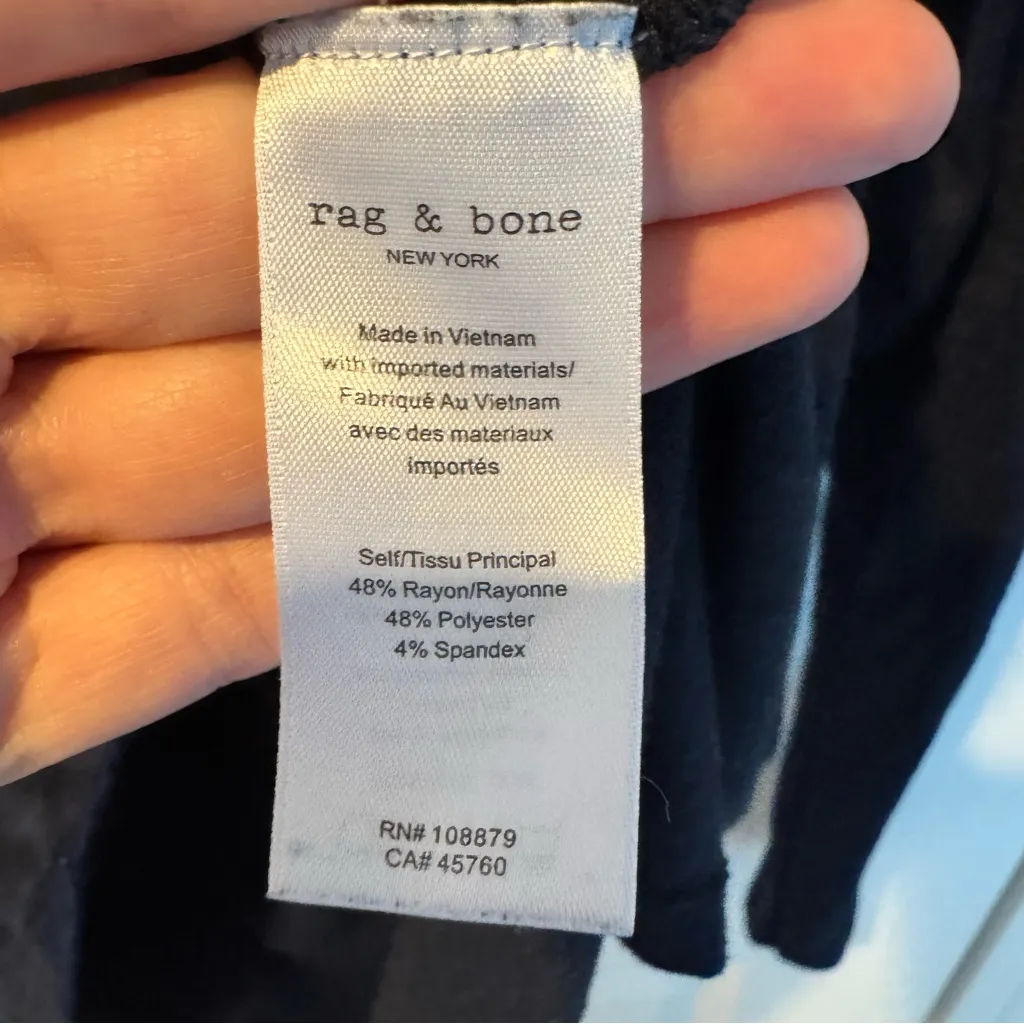 rag & bone
NEW YORK
Made in Vietnam
with imported materials/
Fabriqué Au Vietnam
avec des materiaux
importés
Self/Tissu Principal
48% Rayon/Rayonne
48% Polyester
4% Spandex
RN# 108879
CA# 45760